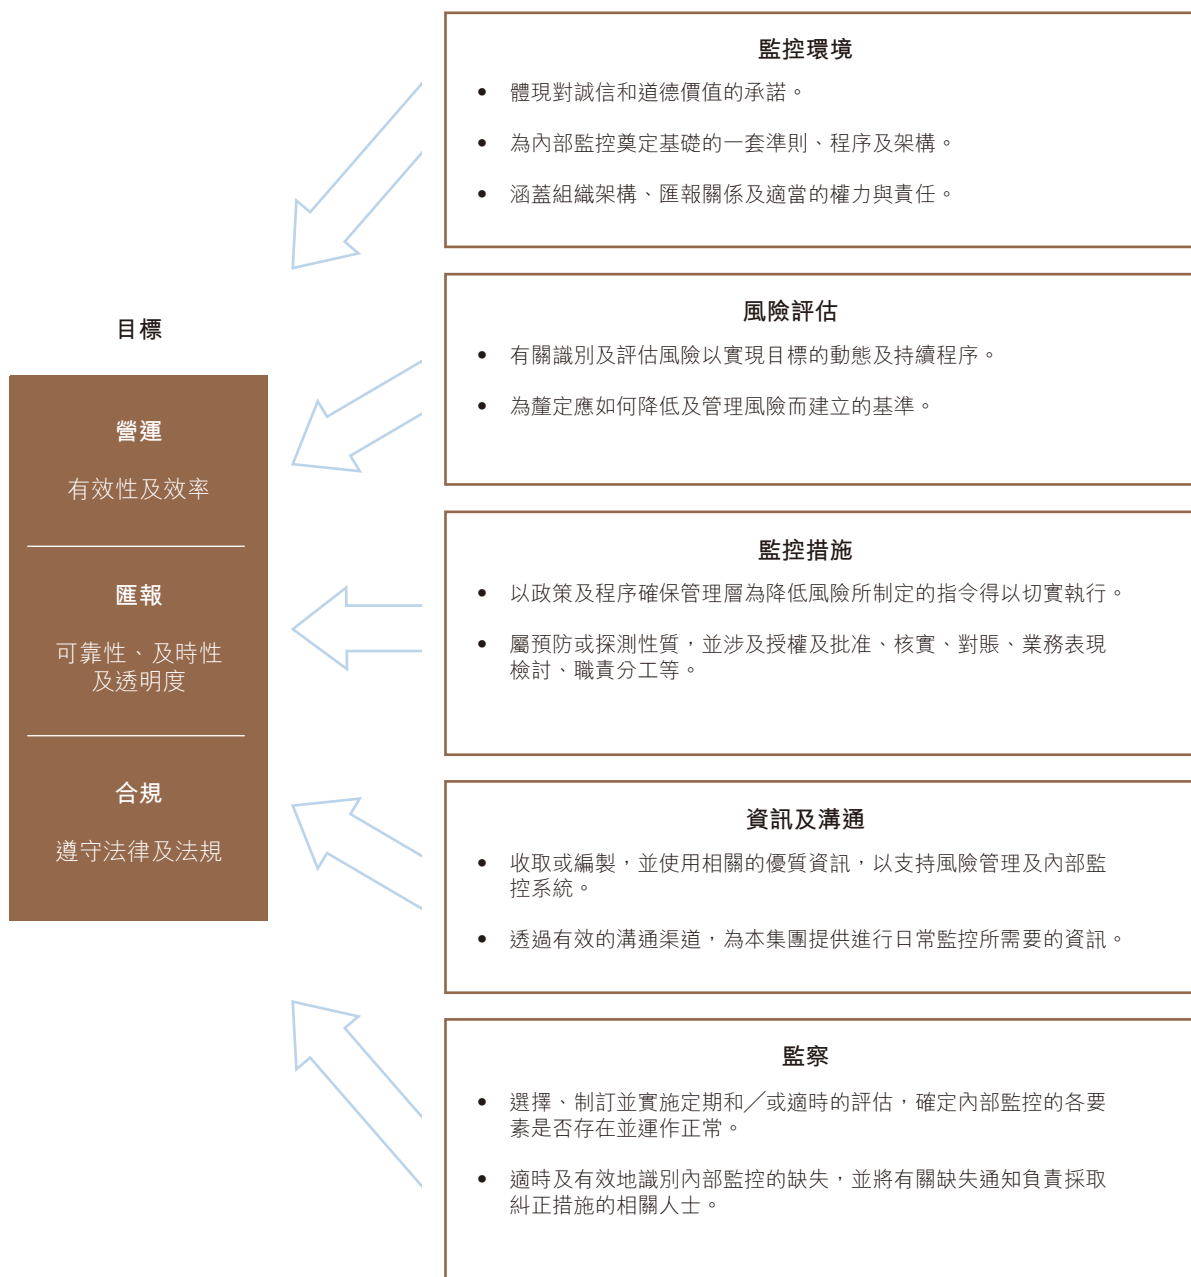 目標
營運
有效性及效率
匯報
可靠性、及時性
及透明度
合規
遵守法律及法規
監控環境
• 體現對誠信和道德價值的承諾。
• 為內部監控奠定基礎的一套準則、程序及架構。
• 涵蓋組織架構、匯報關係及適當的權力與責任。
風險評估
• 有關識別及評估風險以實現目標的動態及持續程序。
• 為釐定應如何降低及管理風險而建立的基準。
監控措施
• 以政策及程序確保管理層為降低風險所制定的指令得以切實執行。
• 屬預防或探測性質，並涉及授權及批准、核實、對賬、業務表現
檢討、職責分工等。
資訊及溝通
• 收取或編製，並使用相關的優質資訊，以支持風險管理及內部監
控系統。
• 透過有效的溝通渠道，為本集團提供進行日常監控所需要的資訊。
監察
• 選擇、制訂並實施定期和╱或適時的評估，確定內部監控的各要
素是否存在並運作正常。
• 適時及有效地識別內部監控的缺失，並將有關缺失通知負責採取
糾正措施的相關人士。